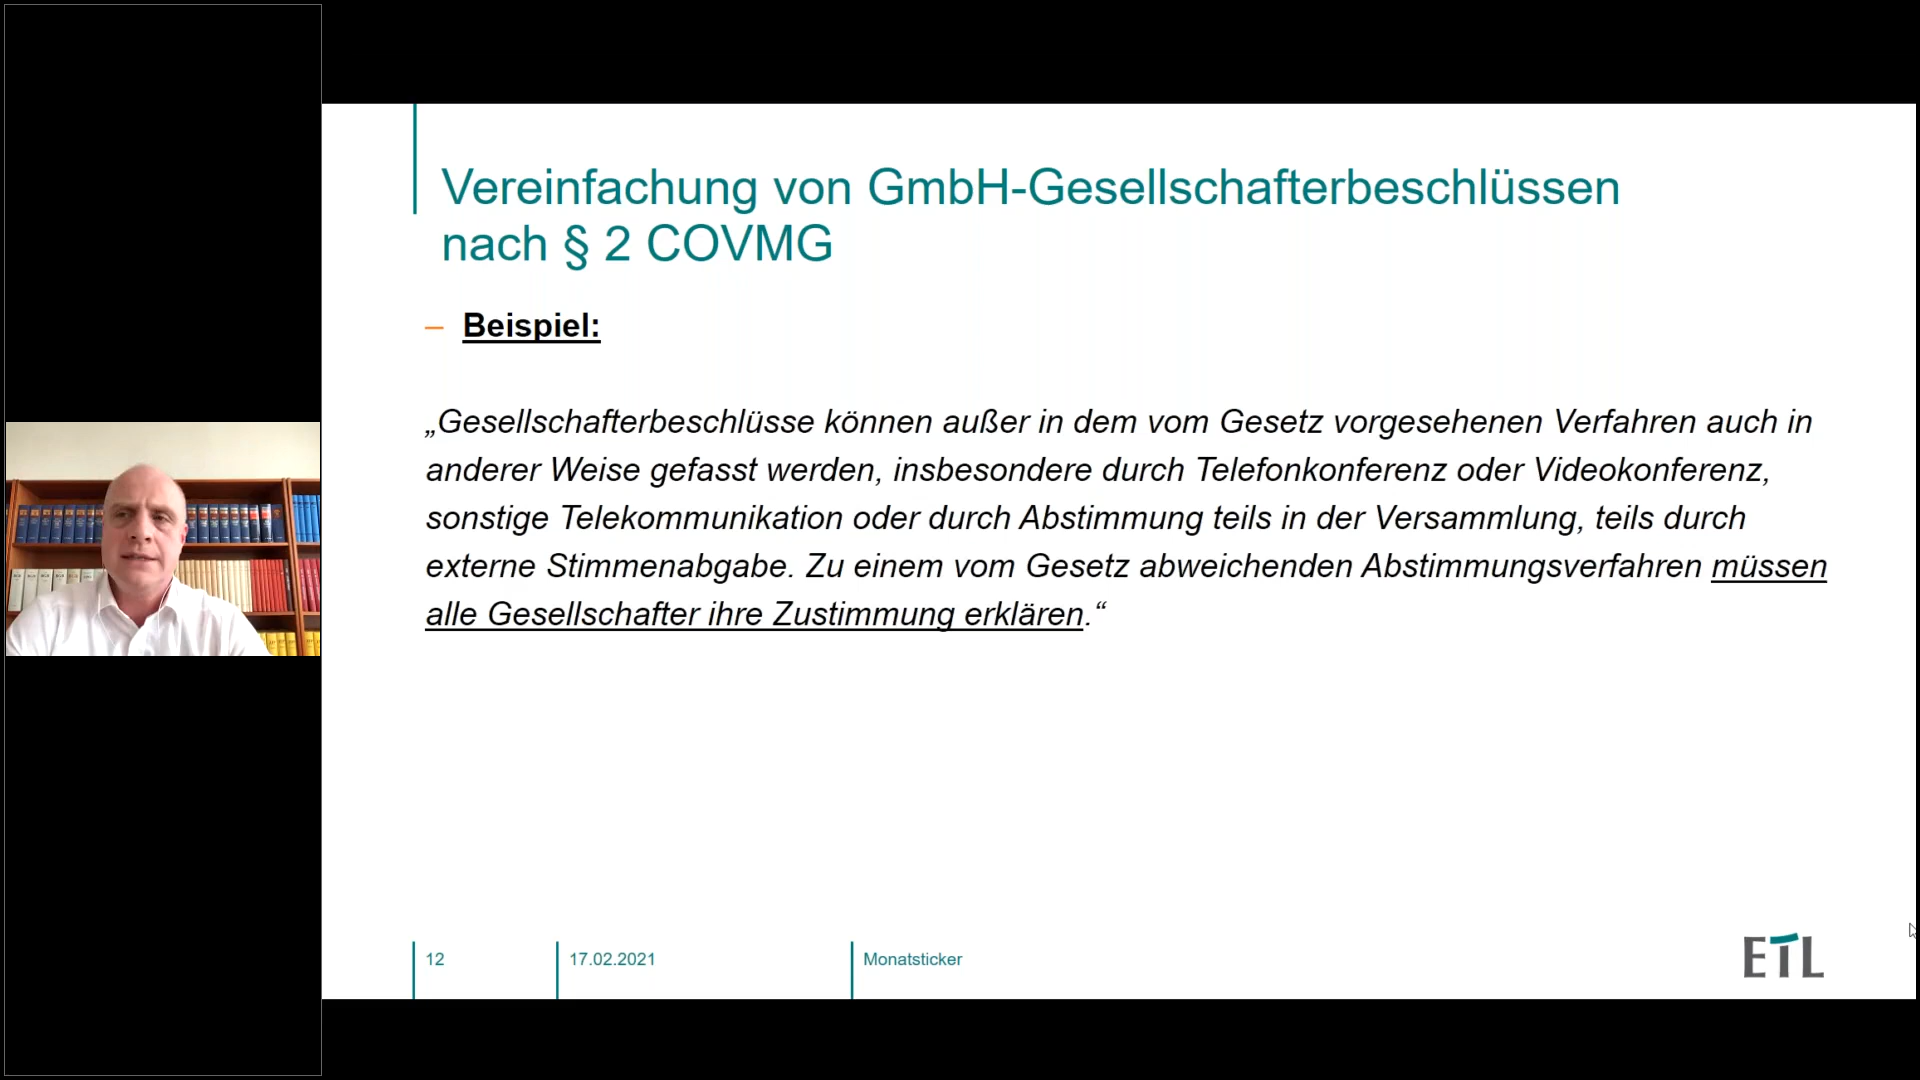 Vereinfachung von GmbH-Gesellschafterbeschlüssen
nach § 2 COVMG
– Beispiel:
„Gesellschafterbeschlüsse können außer in dem vom Gesetz vorgesehenen Verfahren auch in
anderer Weise gefasst werden, insbesondere durch Telefonkonferenz oder Videokonferenz,
sonstige Telekommunikation oder durch Abstimmung teils in der Versammlung, teils durch
externe Stimmenabgabe. Zu einem vom Gesetz abweichenden Abstimmungsverfahren müssen
alle Gesellschafter ihre Zustimmung erklären.“
12
17.02.2021
Monatsticker
ETL